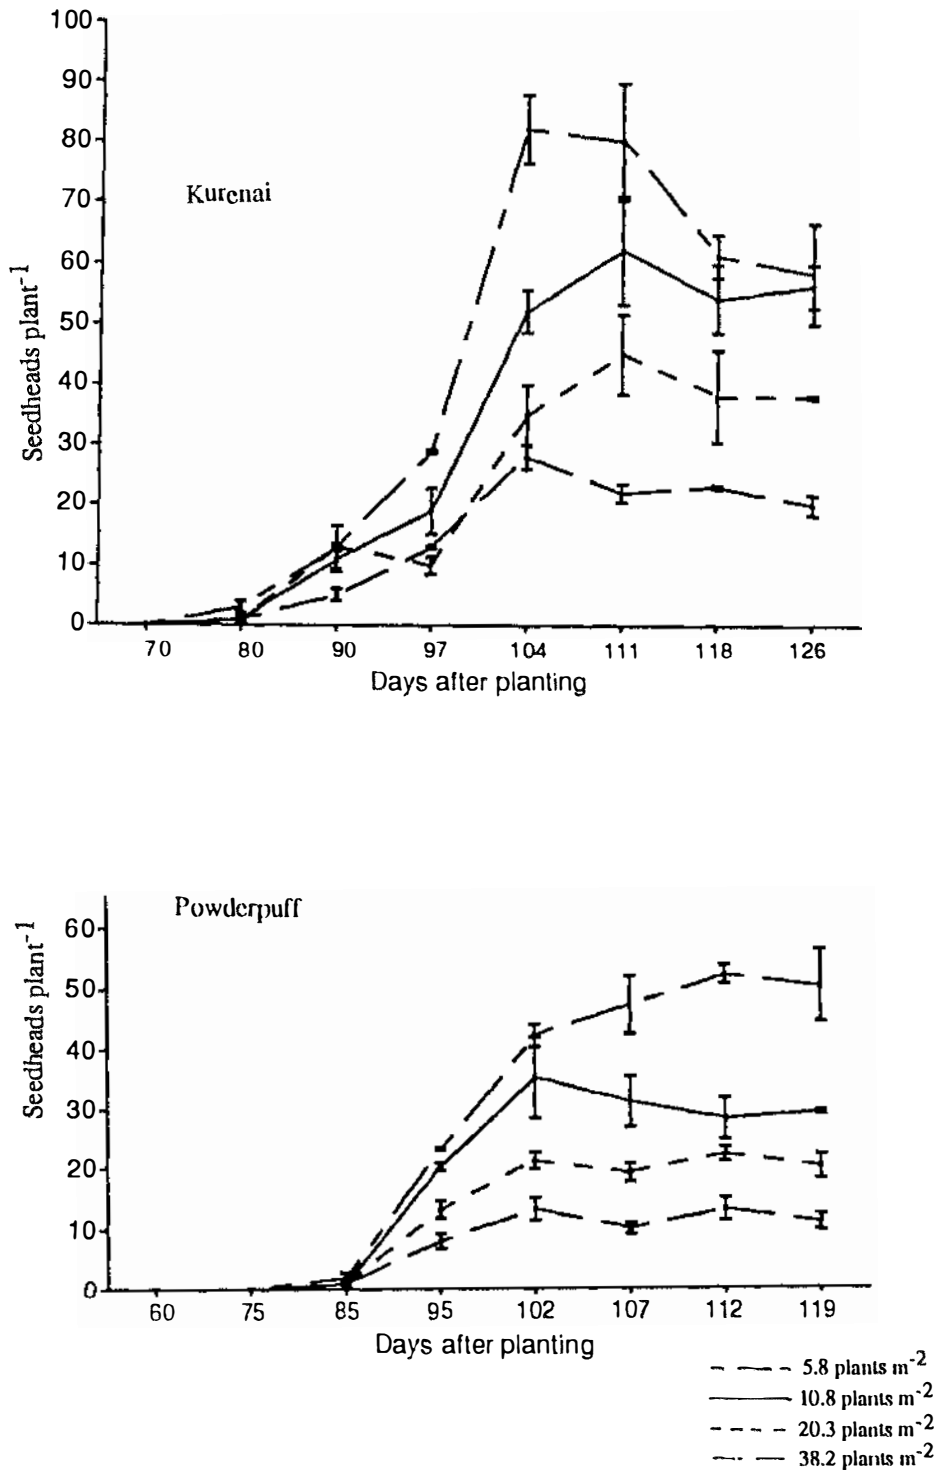 100
90
80
70
60
50
40
30
20
10
0
Seedheads plant-1
Kurenai
70 80 90 97 104 111 118 126
Days after planting
Powderpuff
60
50
40
30
20
10
0
Seedheads plant-1
60 75 85 95 102 107 112 119
Days after planting
5.8 plants m-2
10.8 plants m-2
20.3 plants m-2
38.2 plants m-2